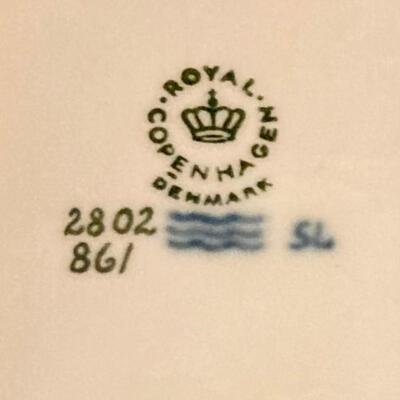 ROYAL
COPENHAGEN
DENMARK
2802 SL
861